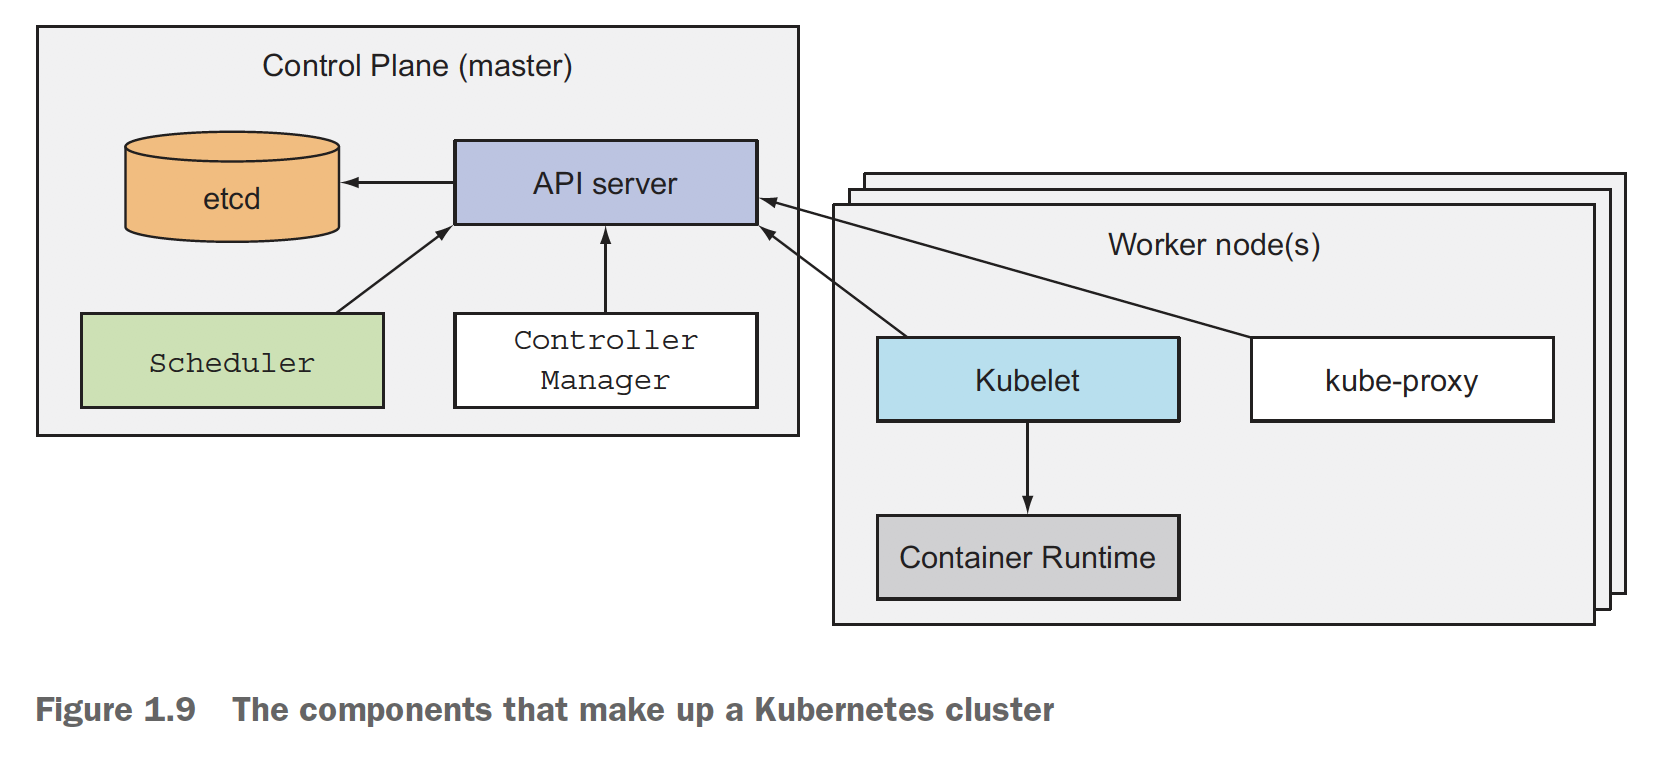 Control Plane (master)
etcd
API server
Scheduler
Controller
Manager
Worker node(s)
Kubelet
kube-proxy
Container Runtime
Figure 1.9 The components that make up a Kubernetes cluster